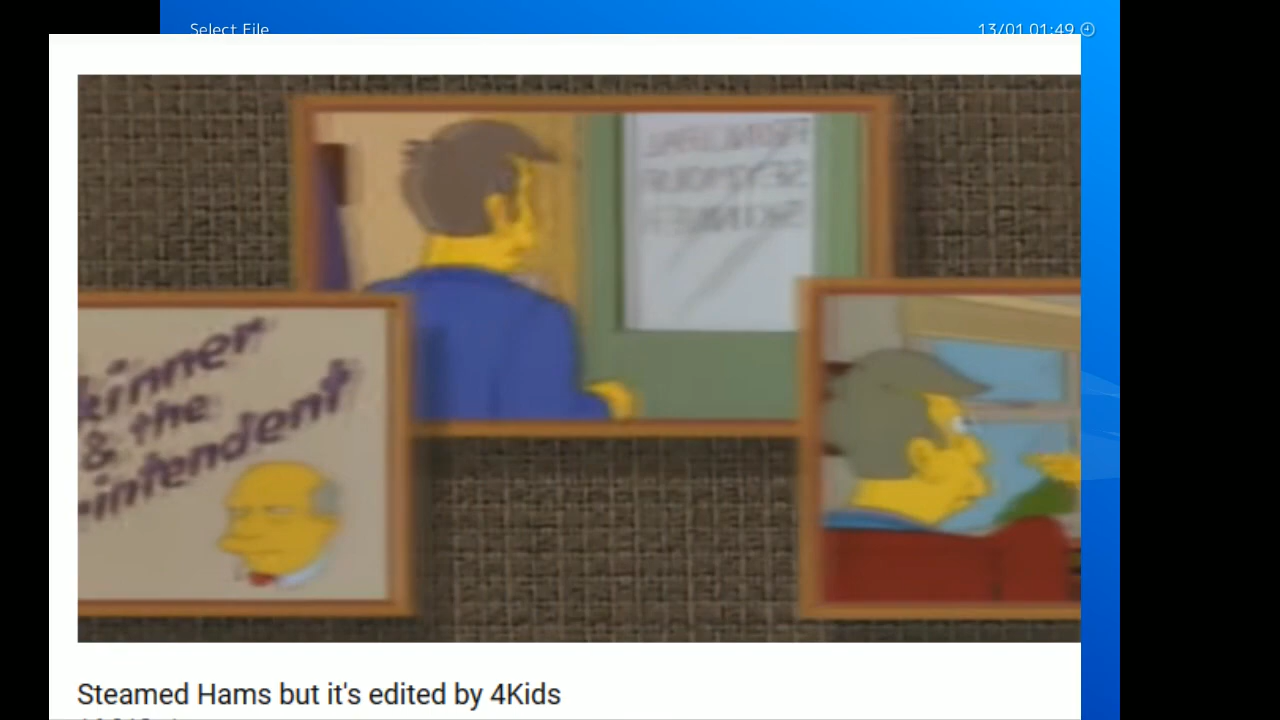 Select File
13/01 01:49
kinner
& the
intendent
Steamed Hams but it's edited by 4Kids